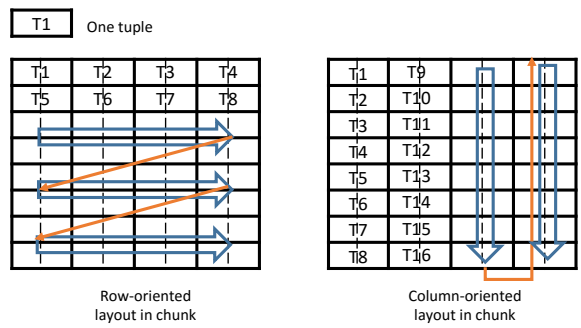 T1 One tuple
T1 T2 T3 T4
T5 T6 T7 T8
T1 T9
T2 T10
T3 T11
T4 T12
T5 T13
T6 T14
T7 T15
T8 T16
Row-oriented
layout in chunk
Column-oriented
layout in chunk